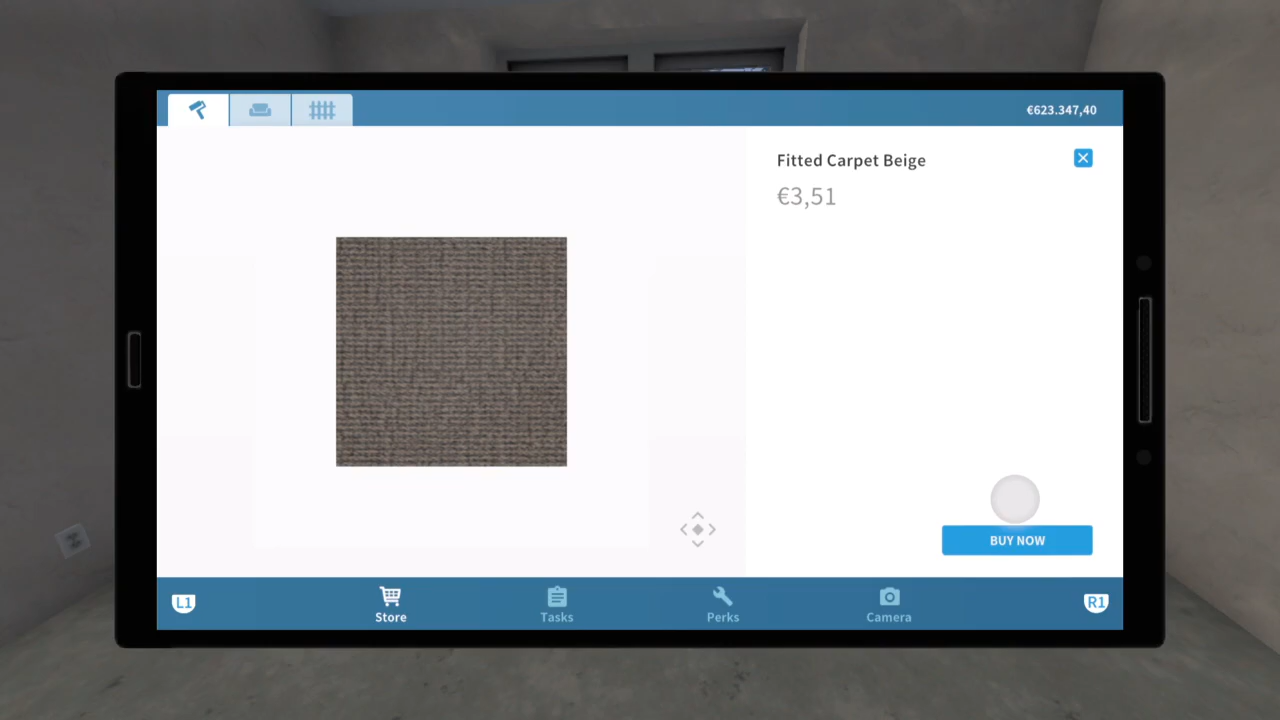 €623.347,40
Fitted Carpet Beige
€3,51
BUY NOW
L1
Store
Tasks
Perks
Camera
R1